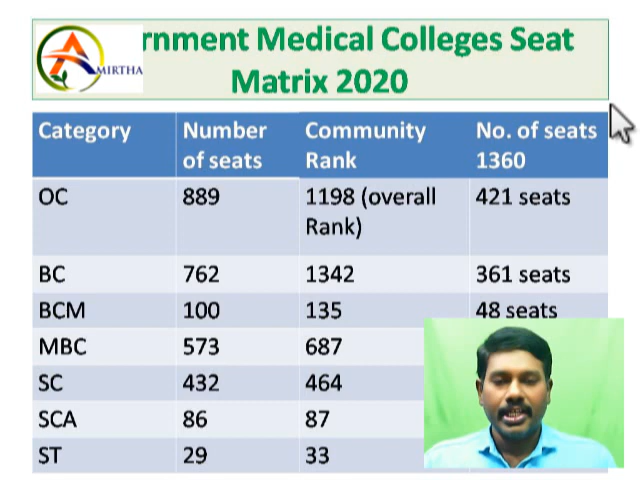 rnment Medical Colleges Seat
Matrix 2020
MIRTHA
Category Number of seats Community Rank No. of seats 1360
OC 889 1198 (overall Rank) 421 seats
BC 762 1342 361 seats
BCM 100 135 48 seats
MBC 573 687
SC 432 464
SCA 86 87
ST 29 33